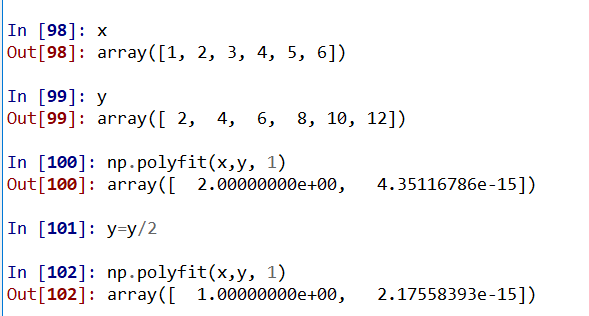 In [98]: x
Out[98]: array([1, 2, 3, 4, 5, 6])
In [99]: y
Out[99]: array([ 2,  4,  6,  8, 10, 12])
In [100]: np.polyfit(x,y, 1)
Out[100]: array([  2.00000000e+00,   4.35116786e-15])
In [101]: y=y/2
In [102]: np.polyfit(x,y, 1)
Out[102]: array([  1.00000000e+00,   2.17558393e-15])